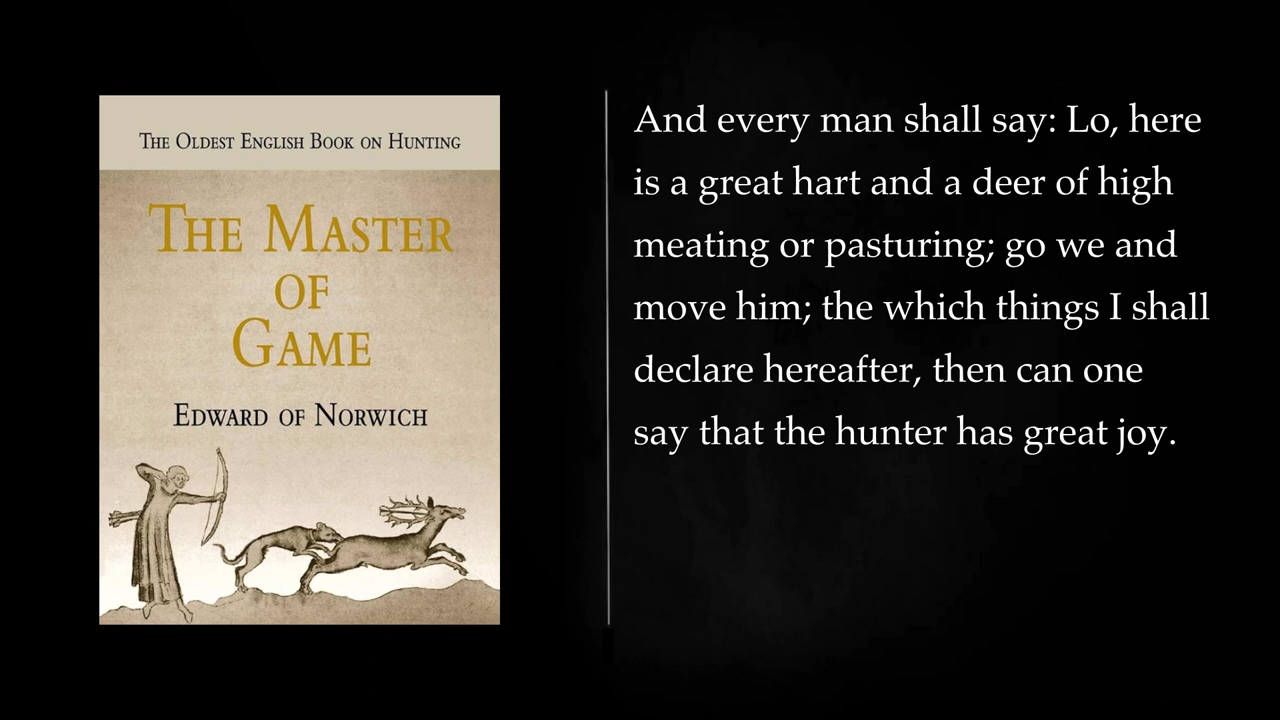 The Oldest English Book on Hunting
The Master
of
Game
Edward of Norwich
And every man shall say: Lo, here
is a great hart and a deer of high
meating or pasturing; go we and
move him; the which things I shall
declare hereafter, then can one
say that the hunter has great joy.